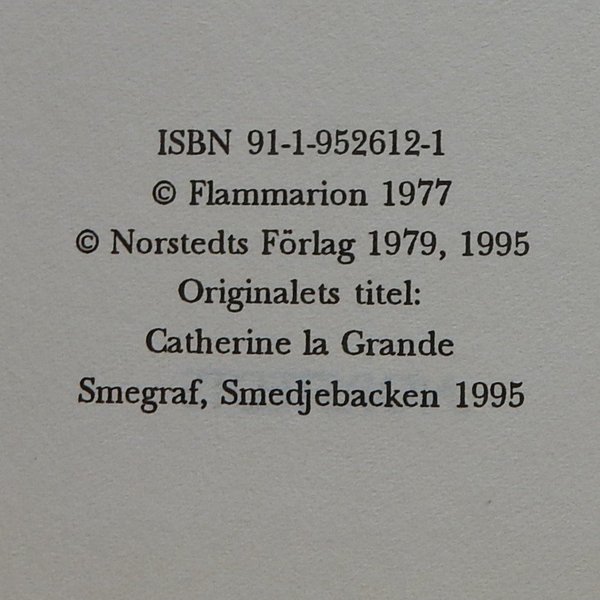 ISBN 91-1-952612-1
© Flammarion 1977
© Norstedts Förlag 1979, 1995
Originalets titel:
Catherine la Grande
Smegraf, Smedjebacken 1995